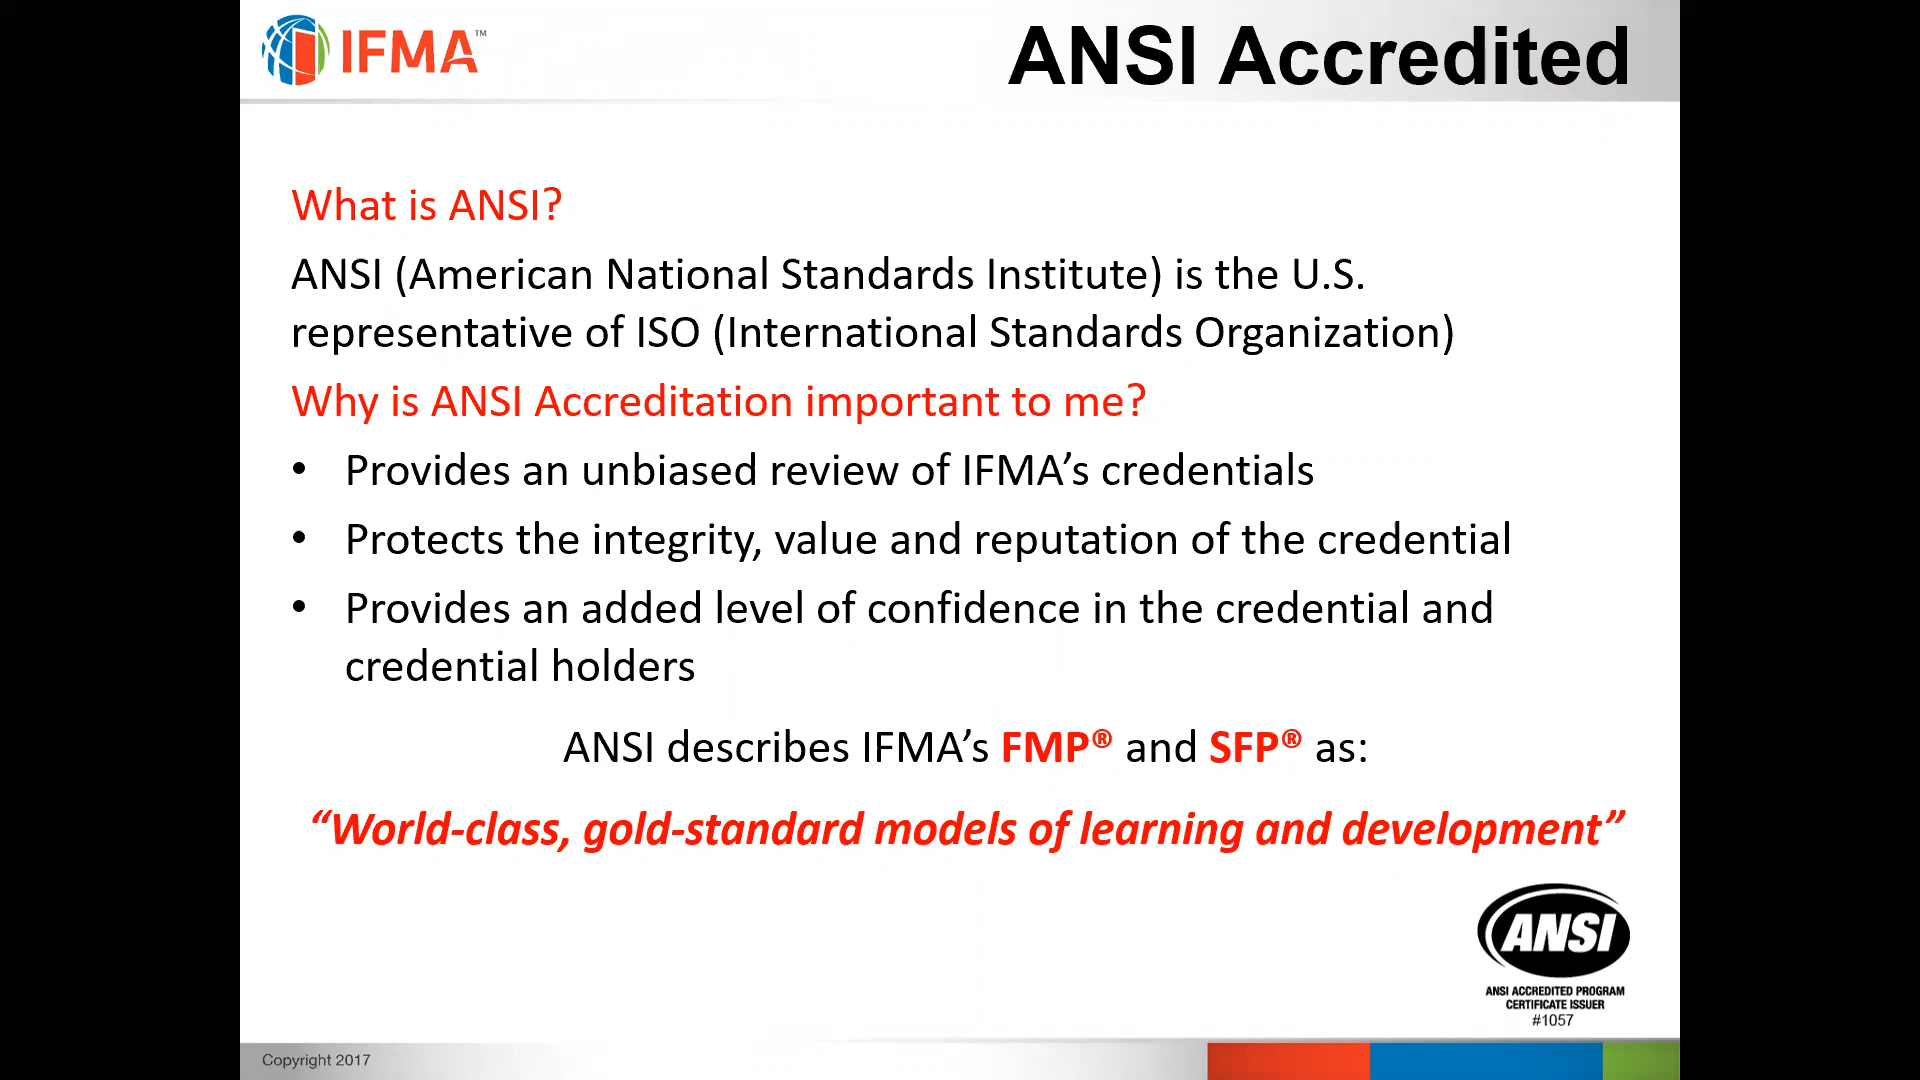 IFMA™
ANSI Accredited
What is ANSI?
ANSI (American National Standards Institute) is the U.S.
representative of ISO (International Standards Organization)
Why is ANSI Accreditation important to me?
• Provides an unbiased review of IFMA’s credentials
• Protects the integrity, value and reputation of the credential
• Provides an added level of confidence in the credential and
credential holders
ANSI describes IFMA’s FMP® and SFP® as:
“World-class, gold-standard models of learning and development”
ANSI
ANSI ACCREDITED PROGRAM
CERTIFICATE ISSUER
#1057
Copyright 2017